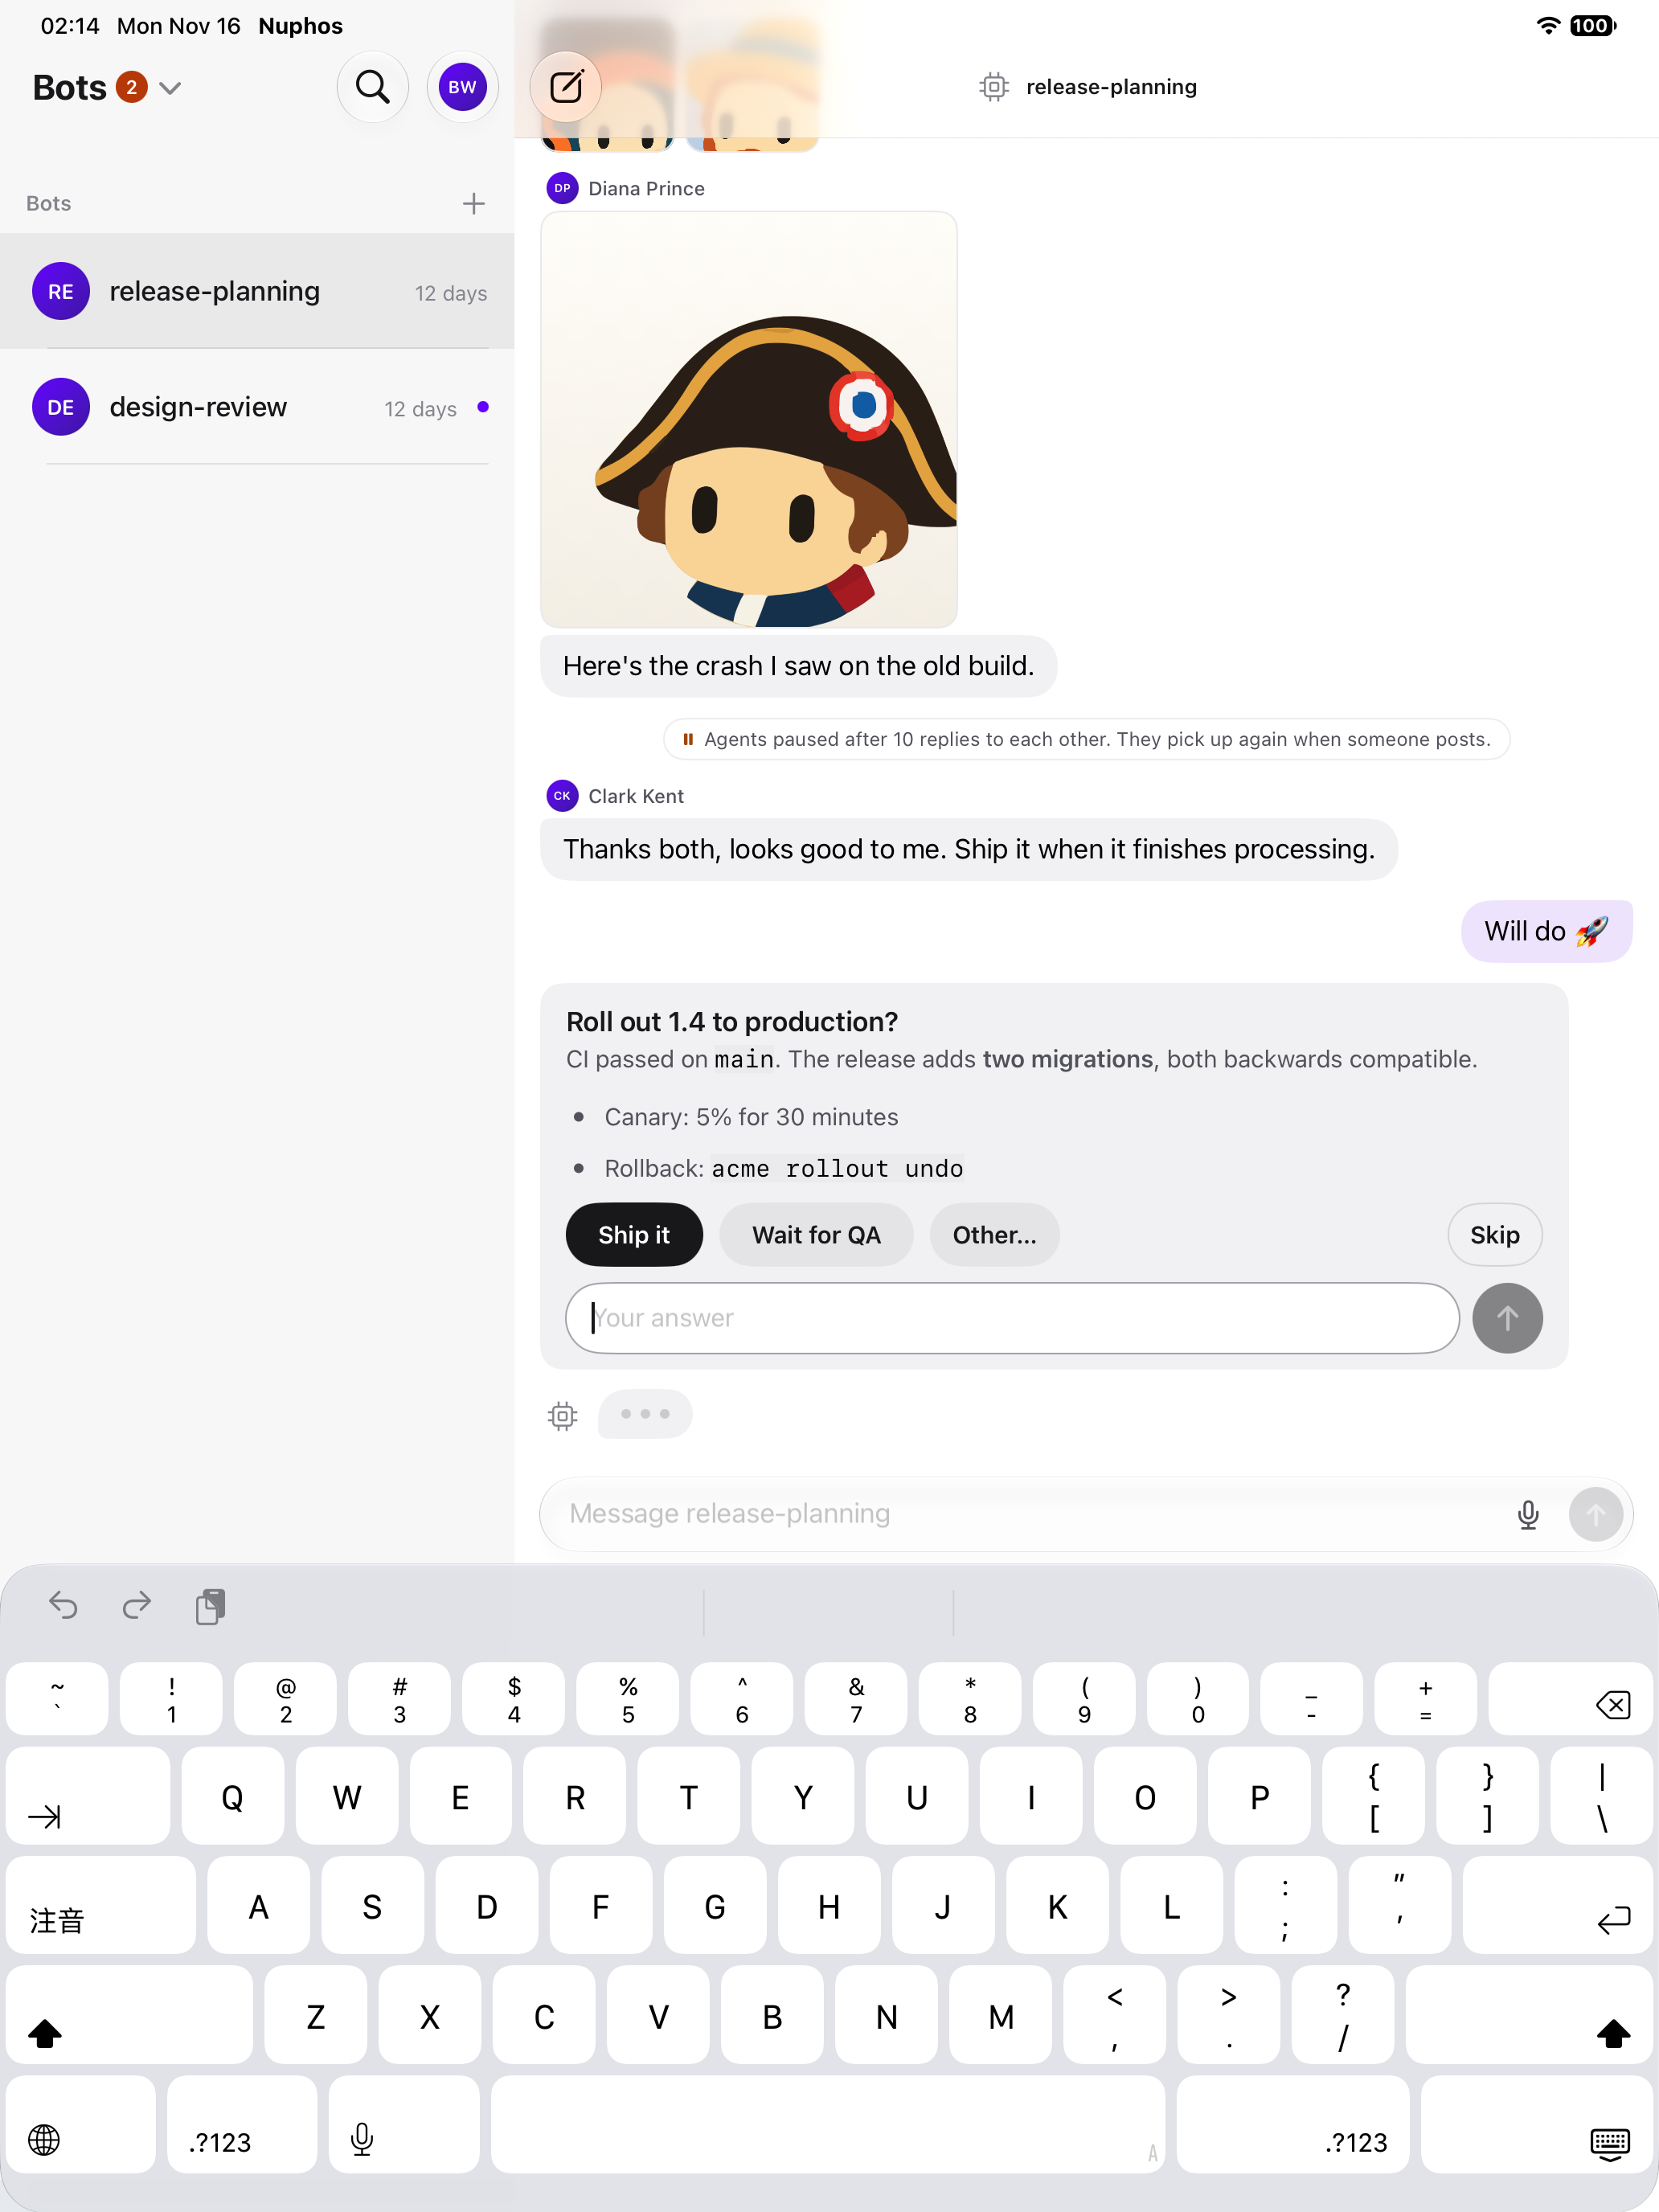 02:14 Mon Nov 16 Nuphos
100
Bots 2
BW
release-planning
Bots
RE release-planning 12 days
DE design-review 12 days
DP Diana Prince
Here's the crash I saw on the old build.
Agents paused after 10 replies to each other. They pick up again when someone posts.
CK Clark Kent
Thanks both, looks good to me. Ship it when it finishes processing.
Will do 🚀
Roll out 1.4 to production?
CI passed on main. The release adds two migrations, both backwards compatible.
• Canary: 5% for 30 minutes
• Rollback: acme rollout undo
Ship it Wait for QA Other... Skip
Your answer
Message release-planning
~ ! @ # $ % ^ & * ( ) _ +
` 1 2 3 4 5 6 7 8 9 0 - =
Q W E R T Y U I O P { } |
[ ] \
注音 A S D F G H J K L : "
; '
Z X C V B N M < > ?
, . /
.?123 A .?123